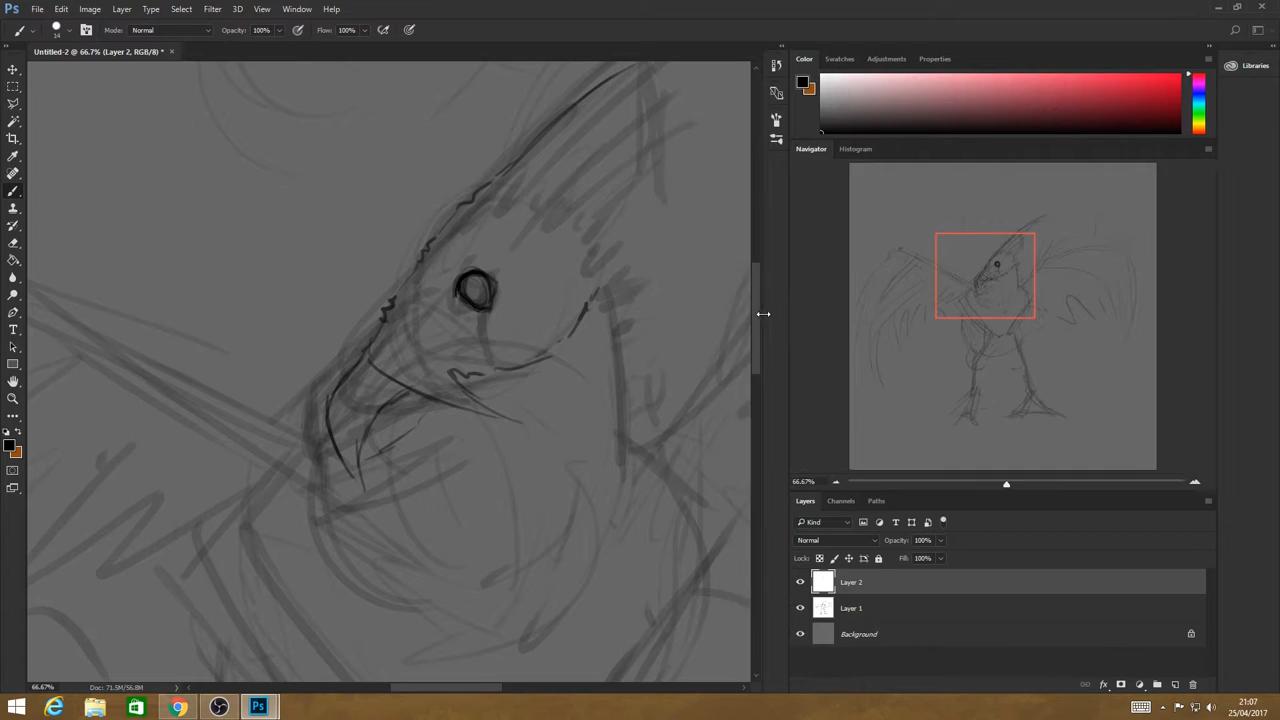 Ps File Edit Image Layer Type Select Filter 3D View Window Help
14 Mode: Normal Opacity: 100% Flow: 100%
Untitled-2 @ 66.7% (Layer 2, RGB/8) * ×
Color Swatches Adjustments Properties
Libraries
Navigator Histogram
66.67%
Layers Channels Paths
Kind
Normal Opacity: 100%
Lock: Fill: 100%
Layer 2
Layer 1
Background
66.67% Doc: 71.5M/56.8M
fx
Ps
21:07
25/04/2017